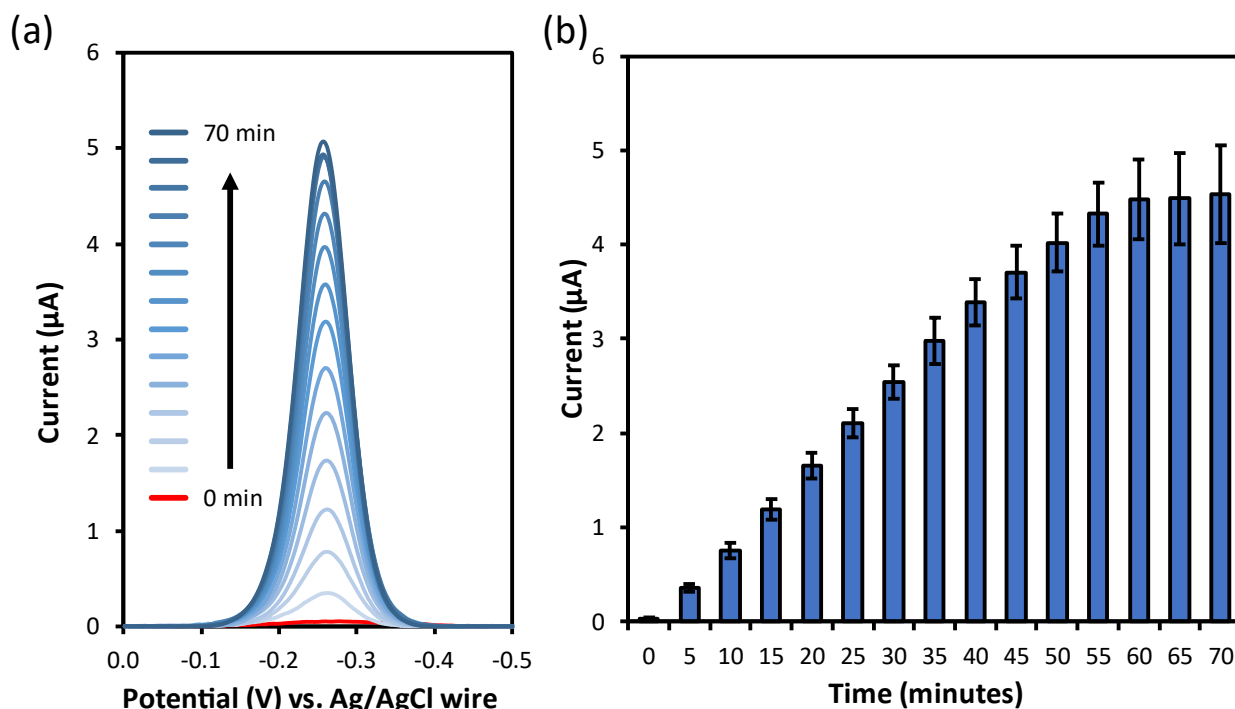 (a)
6
5
4
3
2
1
0
Current (µA)
70 min
0 min
0.0 -0.1 -0.2 -0.3 -0.4 -0.5
Potential (V) vs. Ag/AgCl wire
(b)
6
5
4
3
2
1
0
Current (µA)
0 5 10 15 20 25 30 35 40 45 50 55 60 65 70
Time (minutes)